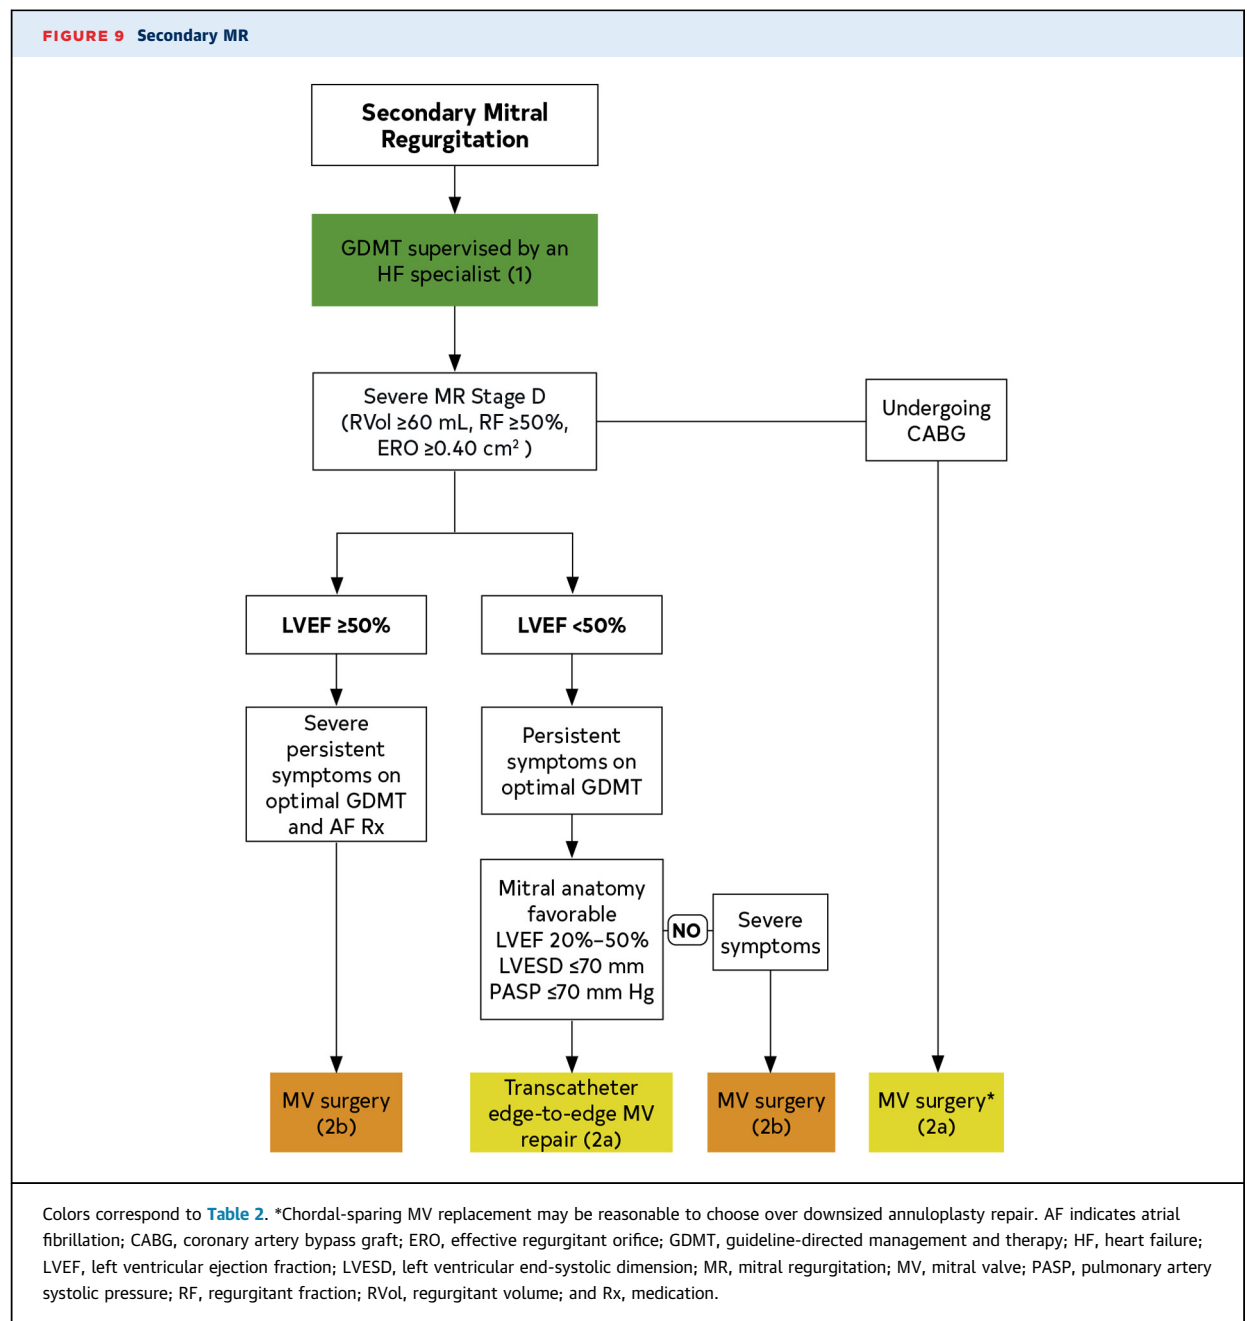 FIGURE 9 Secondary MR
Secondary Mitral
Regurgitation
GDMT supervised by an
HF specialist (1)
Severe MR Stage D
(RVol ≥60 mL, RF ≥50%,
ERO ≥0.40 cm² )
Undergoing
CABG
LVEF ≥50%
LVEF <50%
Severe
persistent
symptoms on
optimal GDMT
and AF Rx
Persistent
symptoms on
optimal GDMT
Mitral anatomy
favorable
LVEF 20%–50%
LVESD ≤70 mm
PASP ≤70 mm Hg
NO
Severe
symptoms
MV surgery
(2b)
Transcatheter
edge-to-edge MV
repair (2a)
MV surgery
(2b)
MV surgery*
(2a)
Colors correspond to Table 2. *Chordal-sparing MV replacement may be reasonable to choose over downsized annuloplasty repair. AF indicates atrial
fibrillation; CABG, coronary artery bypass graft; ERO, effective regurgitant orifice; GDMT, guideline-directed management and therapy; HF, heart failure;
LVEF, left ventricular ejection fraction; LVESD, left ventricular end-systolic dimension; MR, mitral regurgitation; MV, mitral valve; PASP, pulmonary artery
systolic pressure; RF, regurgitant fraction; RVol, regurgitant volume; and Rx, medication.